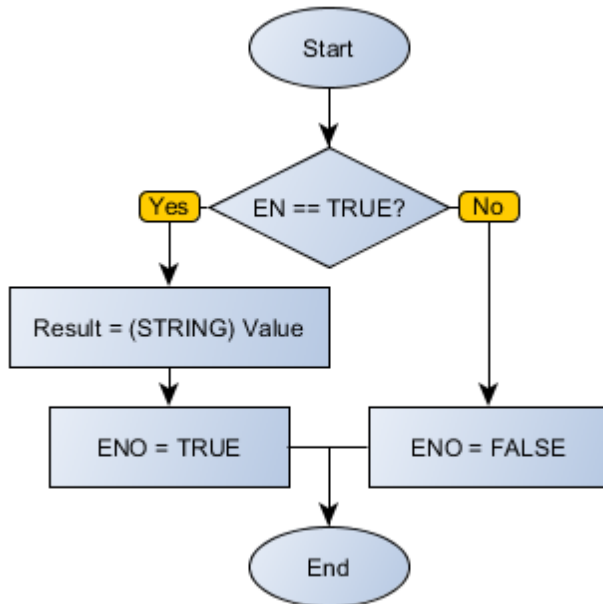 Start
EN == TRUE?
Yes
No
Result = (STRING) Value
ENO = TRUE
ENO = FALSE
End